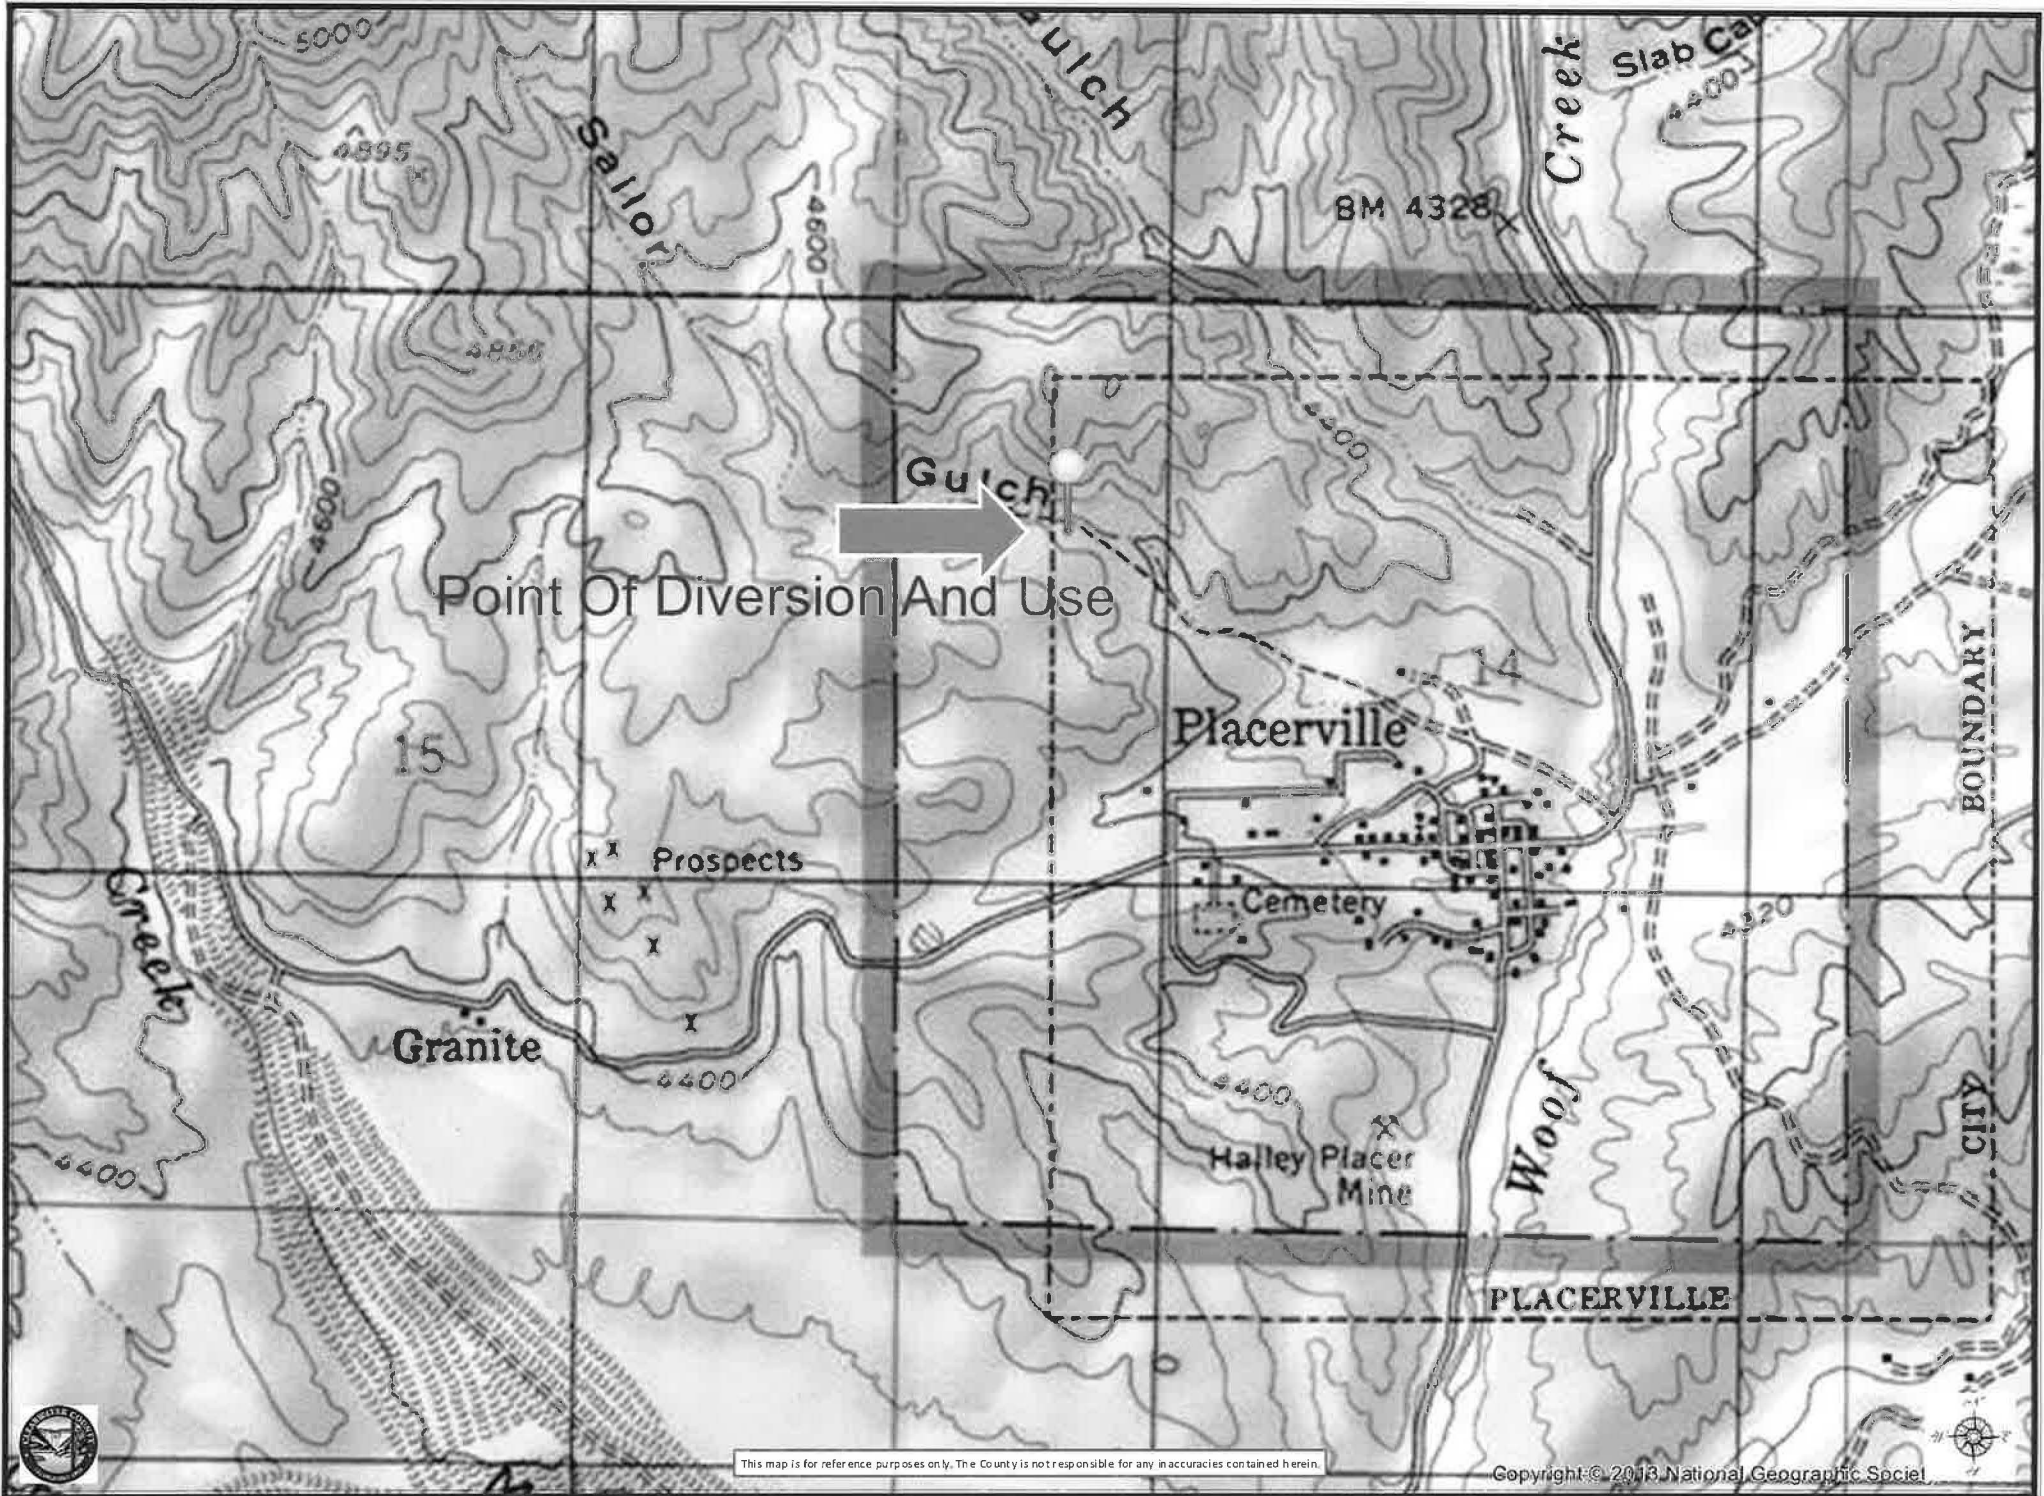 5000
Gulch
Creek
Slab
4400
4895
Sailor
4600
BM 4328
4856
4400
Gulch
4600
Point Of Diversion And Use
14
BOUNDARY
Placerville
15
Prospects
Creek
Cemetery
4320
Granite
4400
4400
4400
Woof
CITY
Halley Placer
Mine
PLACERVILLE
This map is for reference purposes only. The County is not responsible for any inaccuracies contained herein.
Copyright:© 2013 National Geographic Societ